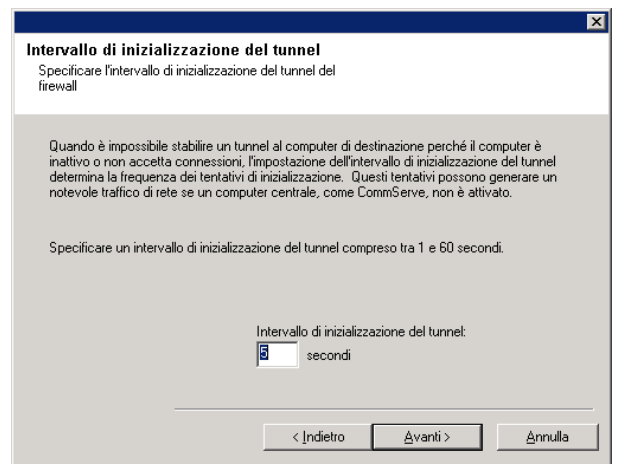 Intervallo di inizializzazione del tunnel
Specificare l'intervallo di inizializzazione del tunnel del
firewall
Quando è impossibile stabilire un tunnel al computer di destinazione perché il computer è
inattivo o non accetta connessioni, l'impostazione dell'intervallo di inizializzazione del tunnel
determina la frequenza dei tentativi di inizializzazione. Questi tentativi possono generare un
notevole traffico di rete se un computer centrale, come CommServe, non è attivato.
Specificare un intervallo di inizializzazione del tunnel compreso tra 1 e 60 secondi.
Intervallo di inizializzazione del tunnel:
5 secondi
< Indietro Avanti > Annulla